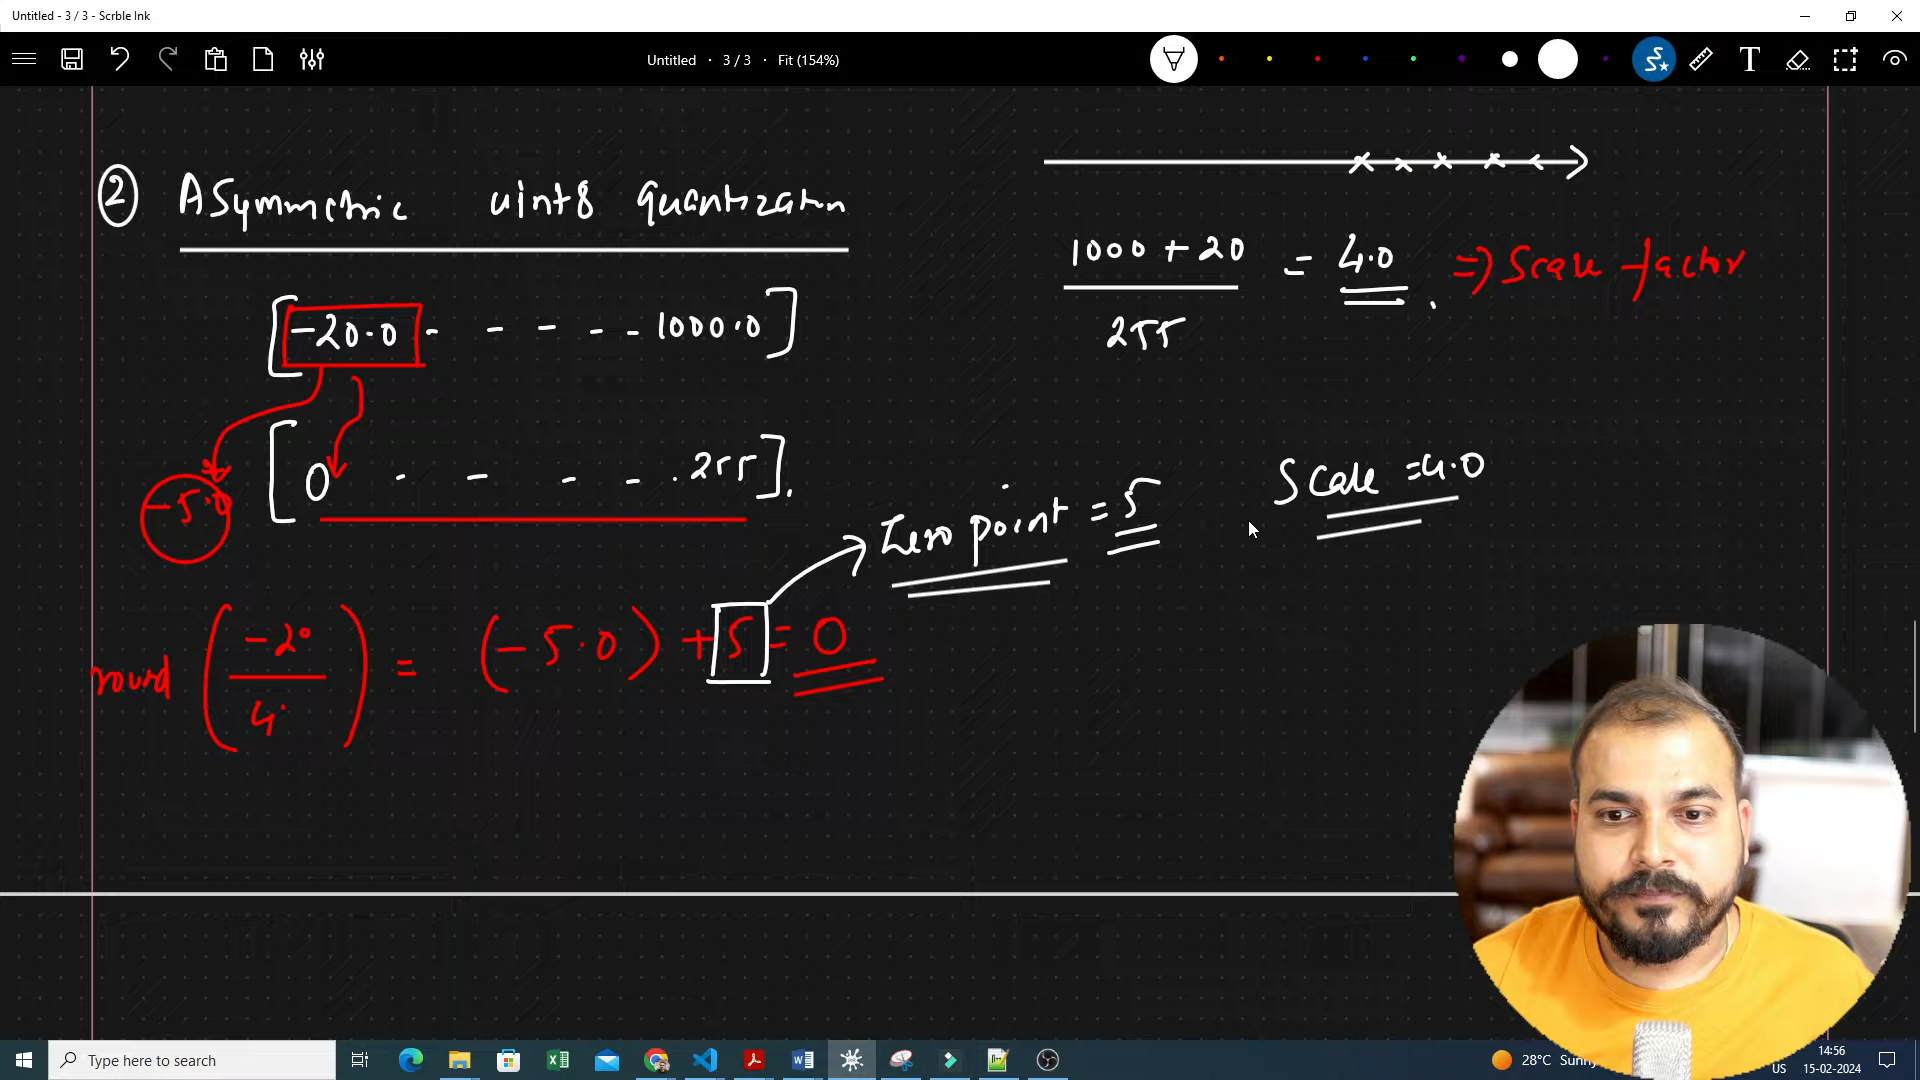 Untitled - 3 / 3 - Scrble Ink
Untitled · 3 / 3 · Fit (154%)
T
② ASymmetric uint8 Quantizatn
[-20.0 - - - - - 1000.0]
[0 . - - - . 255].
-5.0
1000 + 20
255
= 4.0 . => Scale factor
Zero point = 5
Scale = 4.0
round ( -20 / 4 ) = (-5.0) + 5 = 0
Type here to search
28°C Sunny
14:56
US 15-02-2024